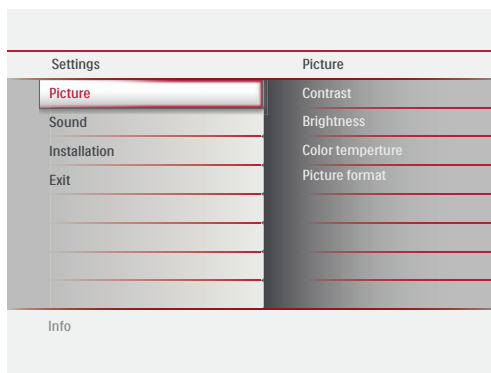 Settings
Picture
Picture
Sound
Installation
Exit
Contrast
Brightness
Color temperture
Picture format
Info